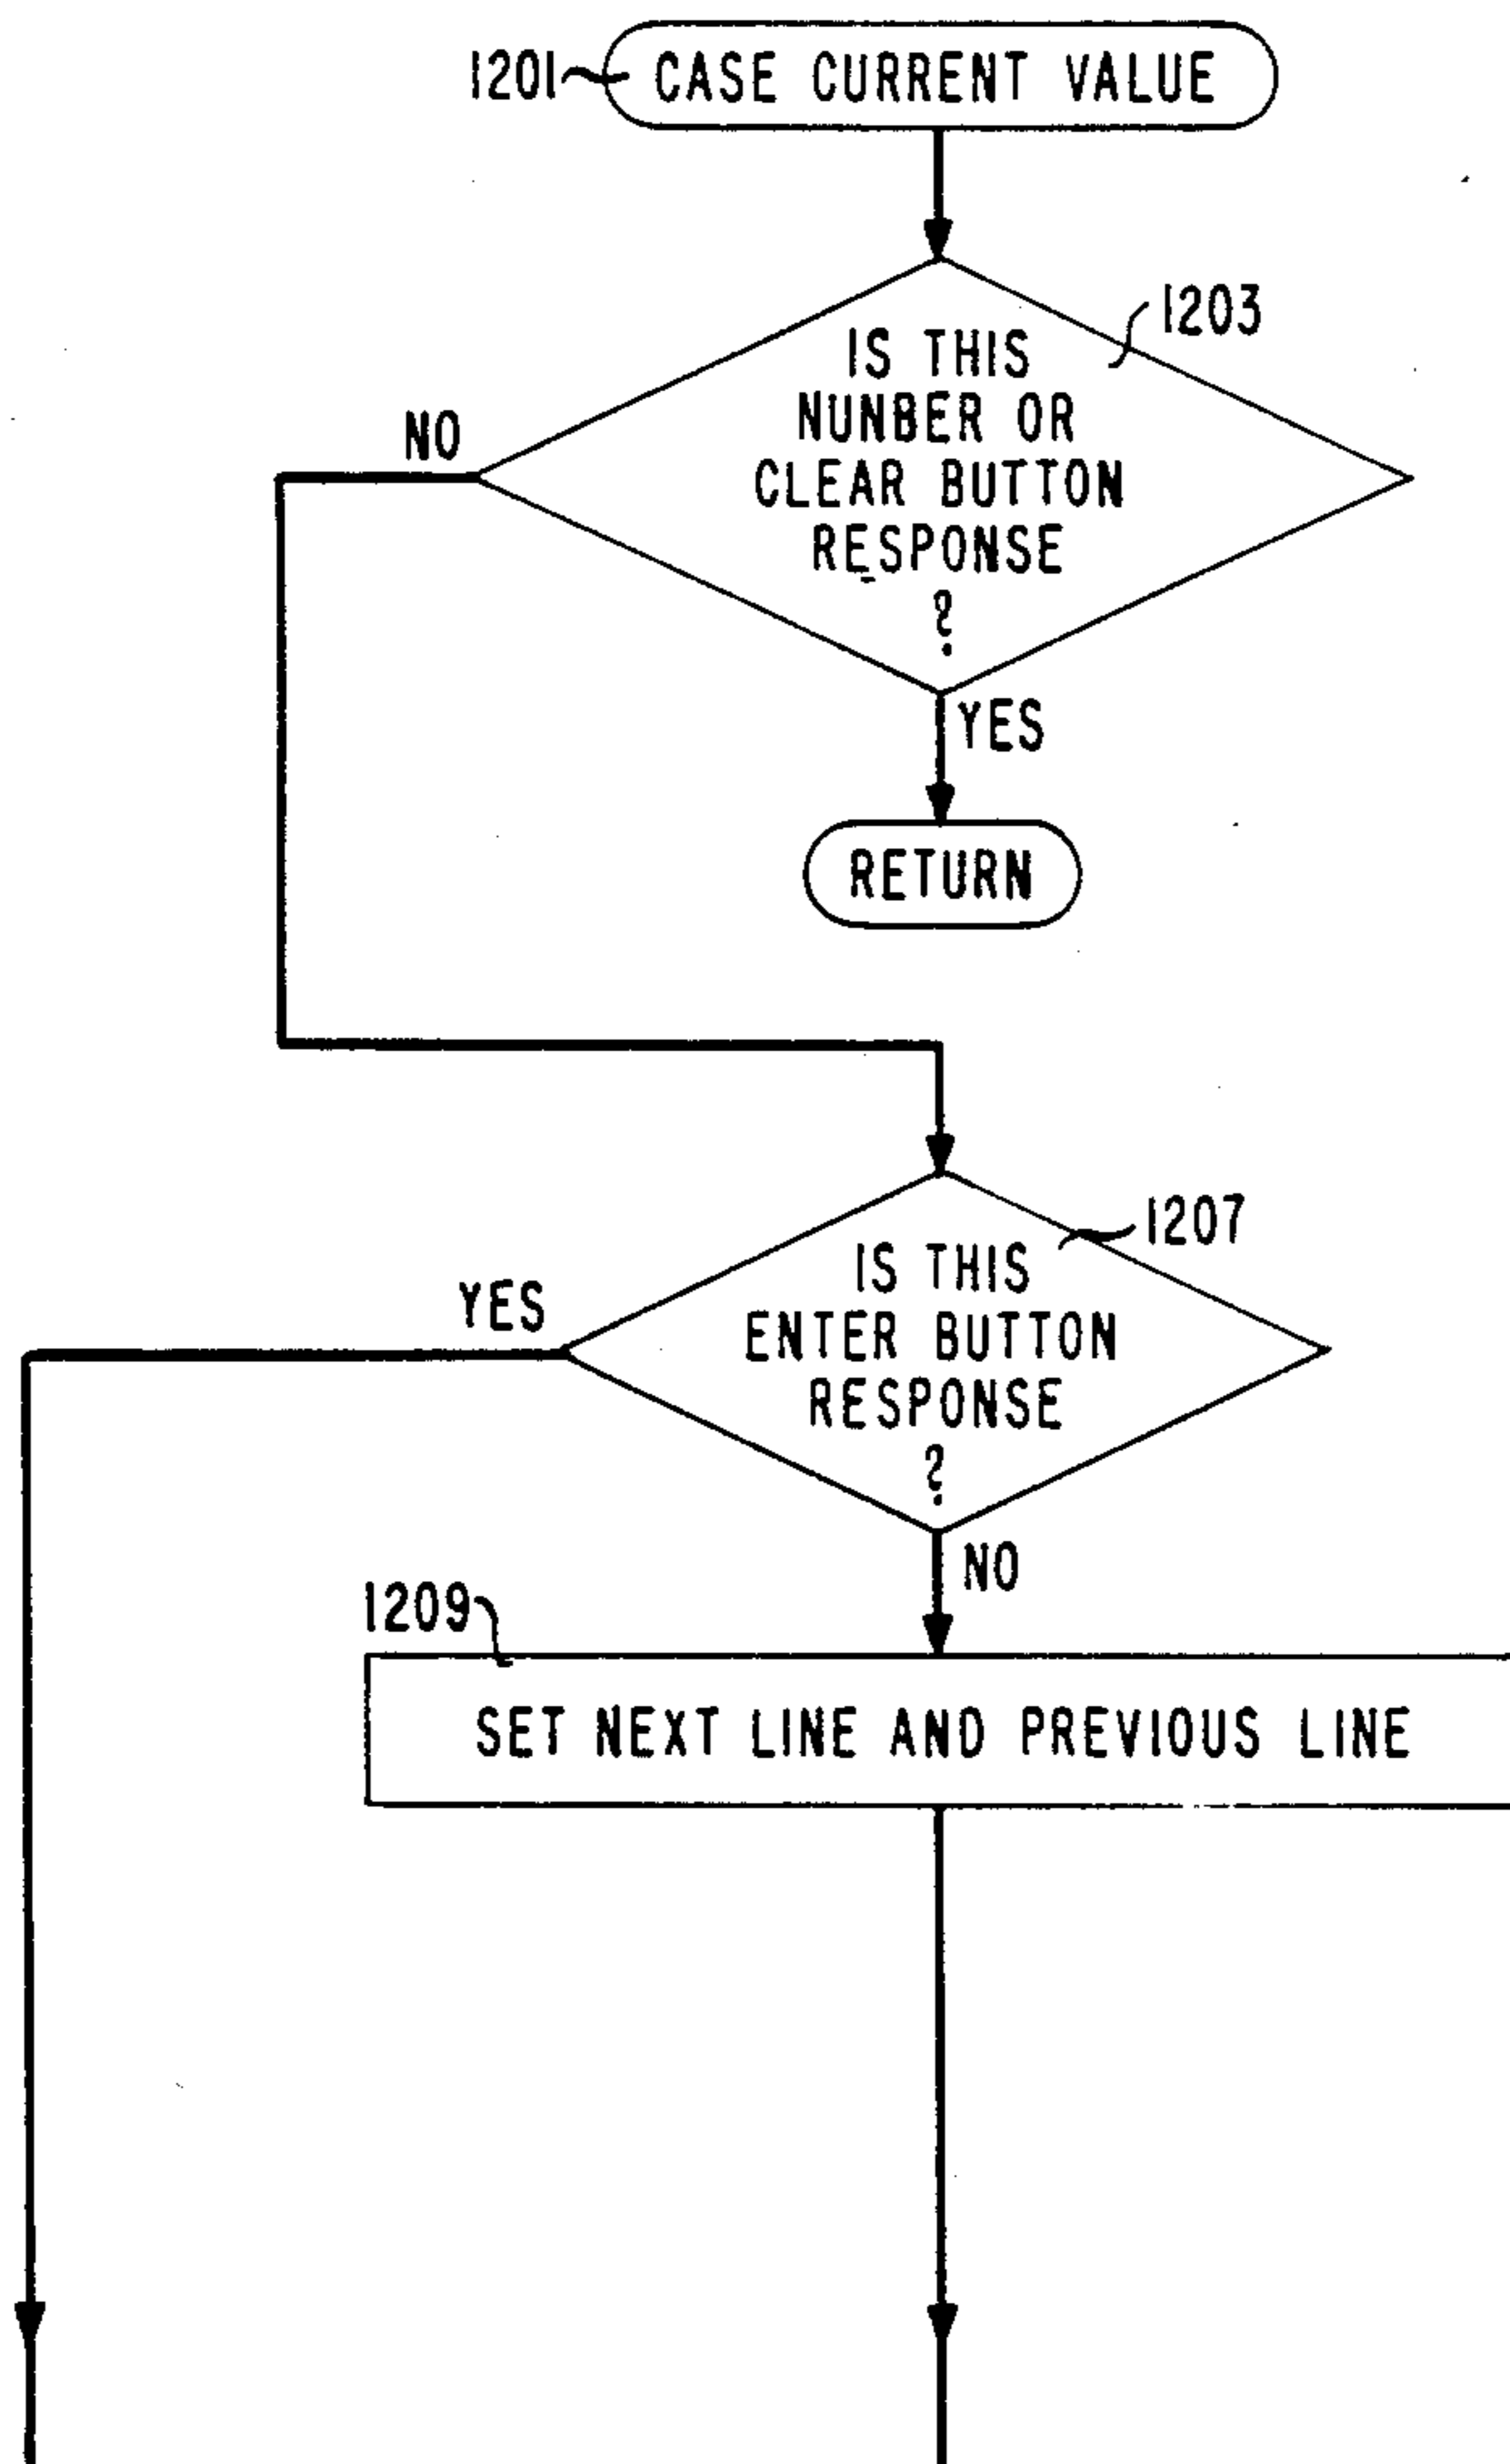 1201 CASE CURRENT VALUE
1203
IS THIS
NUNBER OR
CLEAR BUTTON
RESPONSE
?
NO
YES
RETURN
1207
IS THIS
ENTER BUTTON
RESPONSE
?
YES
NO
1209
SET NEXT LINE AND PREVIOUS LINE